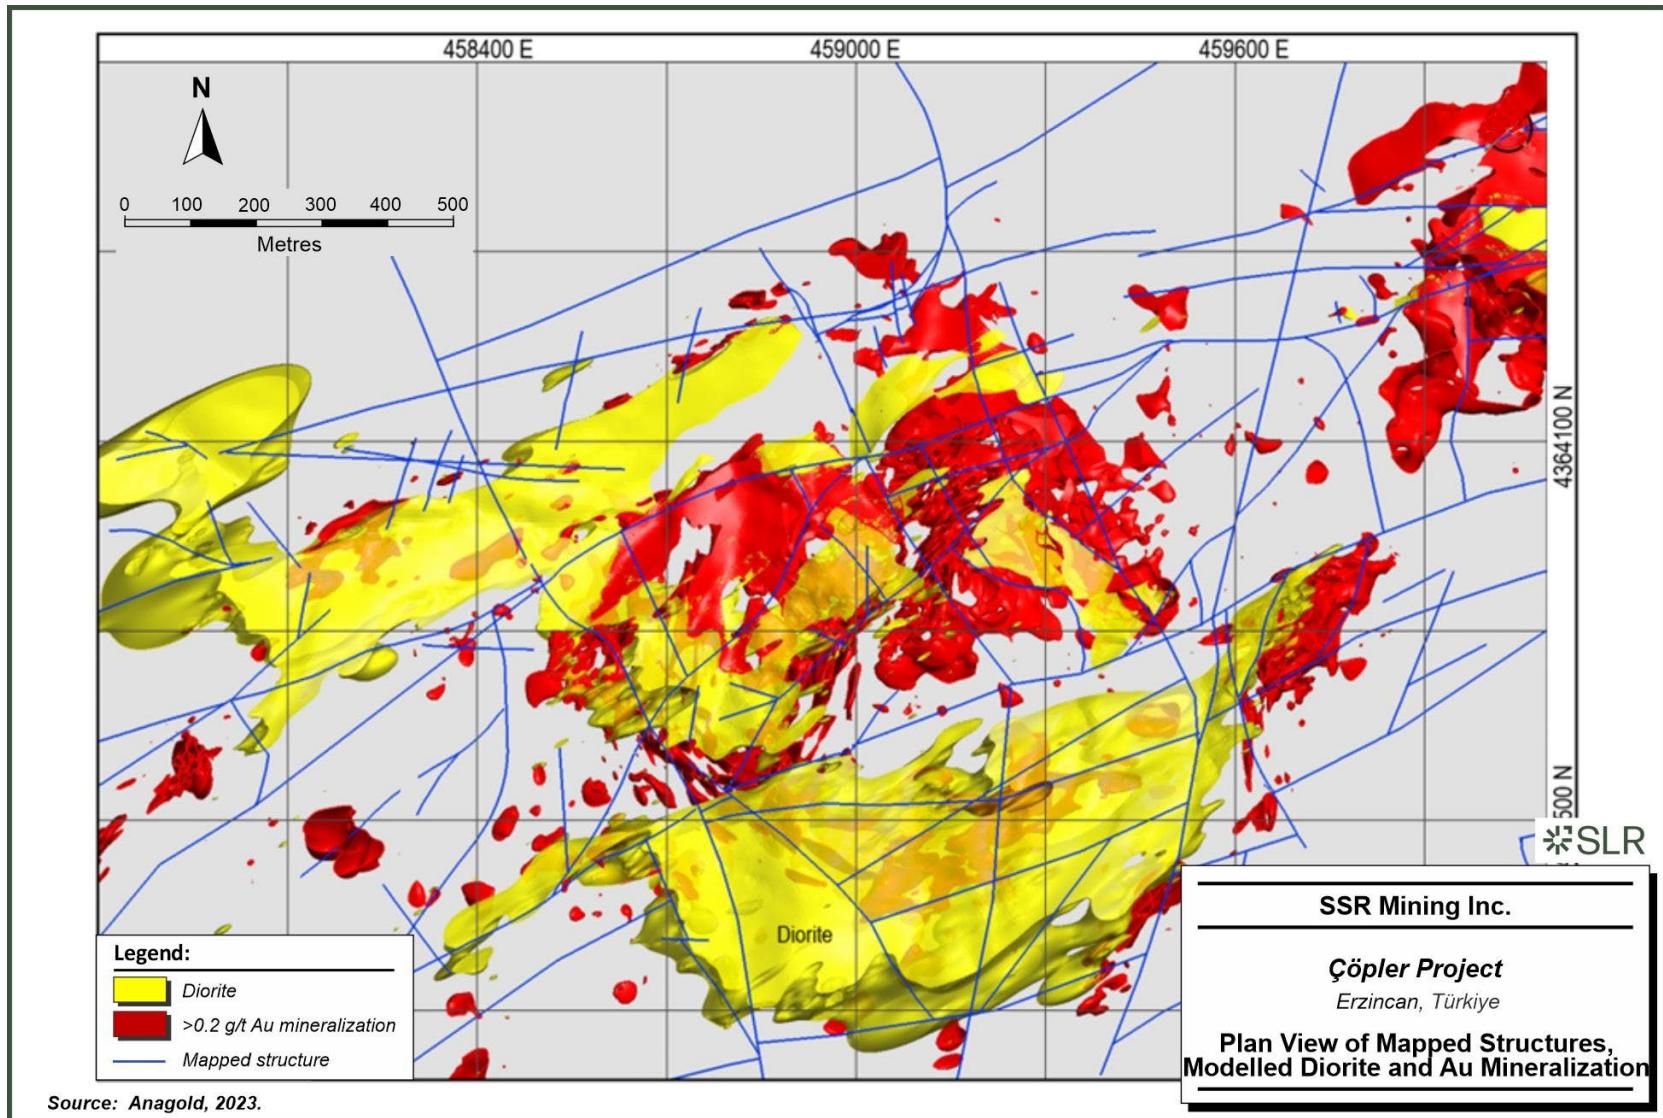 458400 E
459000 E
459600 E
N
0 100 200 300 400 500
Metres
4364100 N
500 N
Diorite
Legend:
Diorite
>0.2 g/t Au mineralization
Mapped structure
SLR
SSR Mining Inc.
Çöpler Project
Erzincan, Türkiye
Plan View of Mapped Structures,
Modelled Diorite and Au Mineralization
Source: Anagold, 2023.